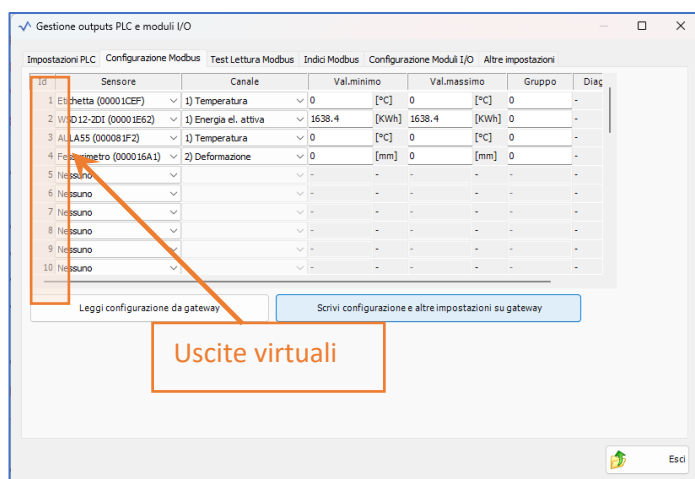 Gestione outputs PLC e moduli I/O
Impostazioni PLC Configurazione Modbus Test Lettura Modbus Indici Modbus Configurazione Moduli I/O Altre impostazioni
Id Sensore Canale Val.minimo Val.massimo Gruppo Diag
1 Etichetta (00001CEF) 1) Temperatura 0 [°C] 0 [°C] 0 -
2 WSD12-2DI (00001E62) 1) Energia el. attiva 1638.4 [KWh] 1638.4 [KWh] 0 -
3 AULA55 (000081F2) 1) Temperatura 0 [°C] 0 [°C] 0 -
4 Fessurimetro (000016A1) 2) Deformazione 0 [mm] 0 [mm] 0 -
5 Nessuno - - - - - -
6 Nessuno - - - - - -
7 Nessuno - - - - - -
8 Nessuno - - - - - -
9 Nessuno - - - - - -
10 Nessuno - - - - - -
Leggi configurazione da gateway Scrivi configurazione e altre impostazioni su gateway
Uscite virtuali
Esci